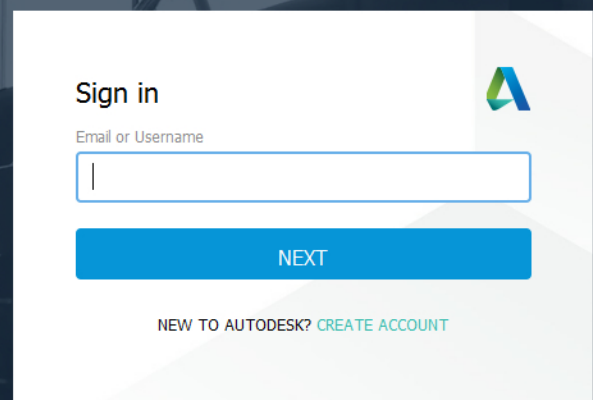 Sign in
Email or Username
NEXT
NEW TO AUTODESK? CREATE ACCOUNT